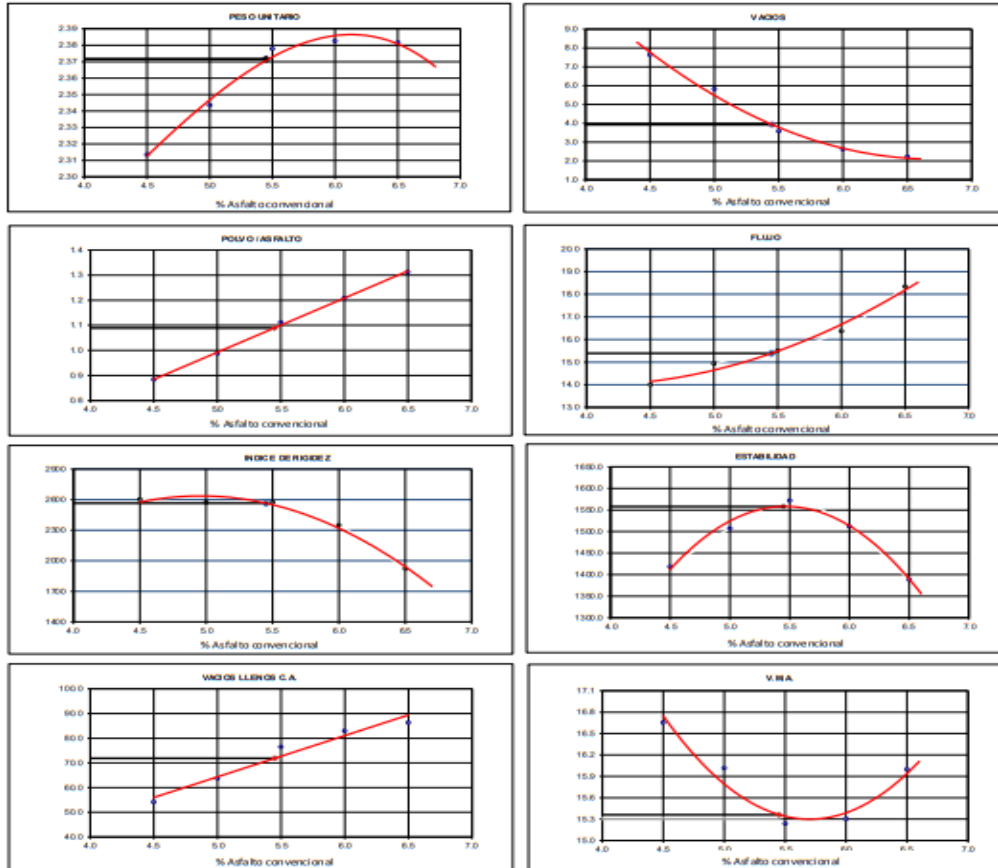 PESO UNITARIO
2.39
2.38
2.37
2.36
2.35
2.34
2.33
2.32
2.31
2.30
4.0 4.5 5.0 5.5 6.0 6.5 7.0
% Asfalto convencional
VACIOS
9.0
8.0
7.0
6.0
5.0
4.0
3.0
2.0
1.0
4.0 4.5 5.0 5.5 6.0 6.5 7.0
% Asfalto convencional
POLVO / ASFALTO
1.4
1.3
1.2
1.1
1.0
0.9
0.8
4.0 4.5 5.0 5.5 6.0 6.5 7.0
% Asfalto convencional
FLUJO
20.0
19.0
18.0
17.0
16.0
15.0
14.0
13.0
4.0 4.5 5.0 5.5 6.0 6.5 7.0
% Asfalto convencional
INDICE DE RIGIDEZ
2900
2600
2300
2000
1700
1400
4.0 4.5 5.0 5.5 6.0 6.5 7.0
% Asfalto convencional
ESTABILIDAD
1650.0
1600.0
1550.0
1500.0
1450.0
1400.0
1350.0
1300.0
4.0 4.5 5.0 5.5 6.0 6.5 7.0
% Asfalto convencional
VACIOS LLENOS C.A.
100.0
90.0
80.0
70.0
60.0
50.0
40.0
4.0 4.5 5.0 5.5 6.0 6.5 7.0
% Asfalto convencional
V.M.A.
17.1
16.8
16.5
16.2
15.9
15.6
15.3
15.0
4.0 4.5 5.0 5.5 6.0 6.5 7.0
% Asfalto convencional